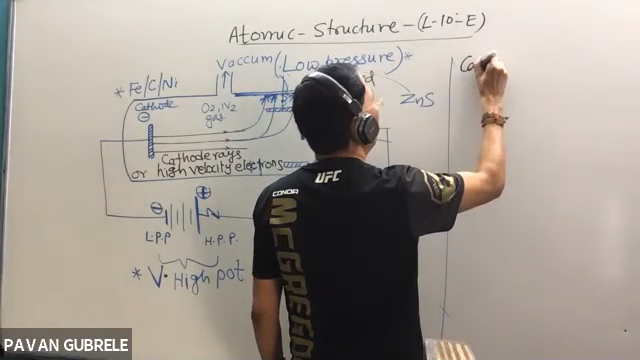 Atomic-Structure-(L-10-E)
Vaccum (Low pressure)*
* Fe/C/Ni
ZnS
Cathode
O2, N2
gas.
Cathode rays
or high velocity electrons
L.P.P
H.P.P.
* V. High pot
UFC
CONOR
MCGREGOR
PAVAN GUBRELE